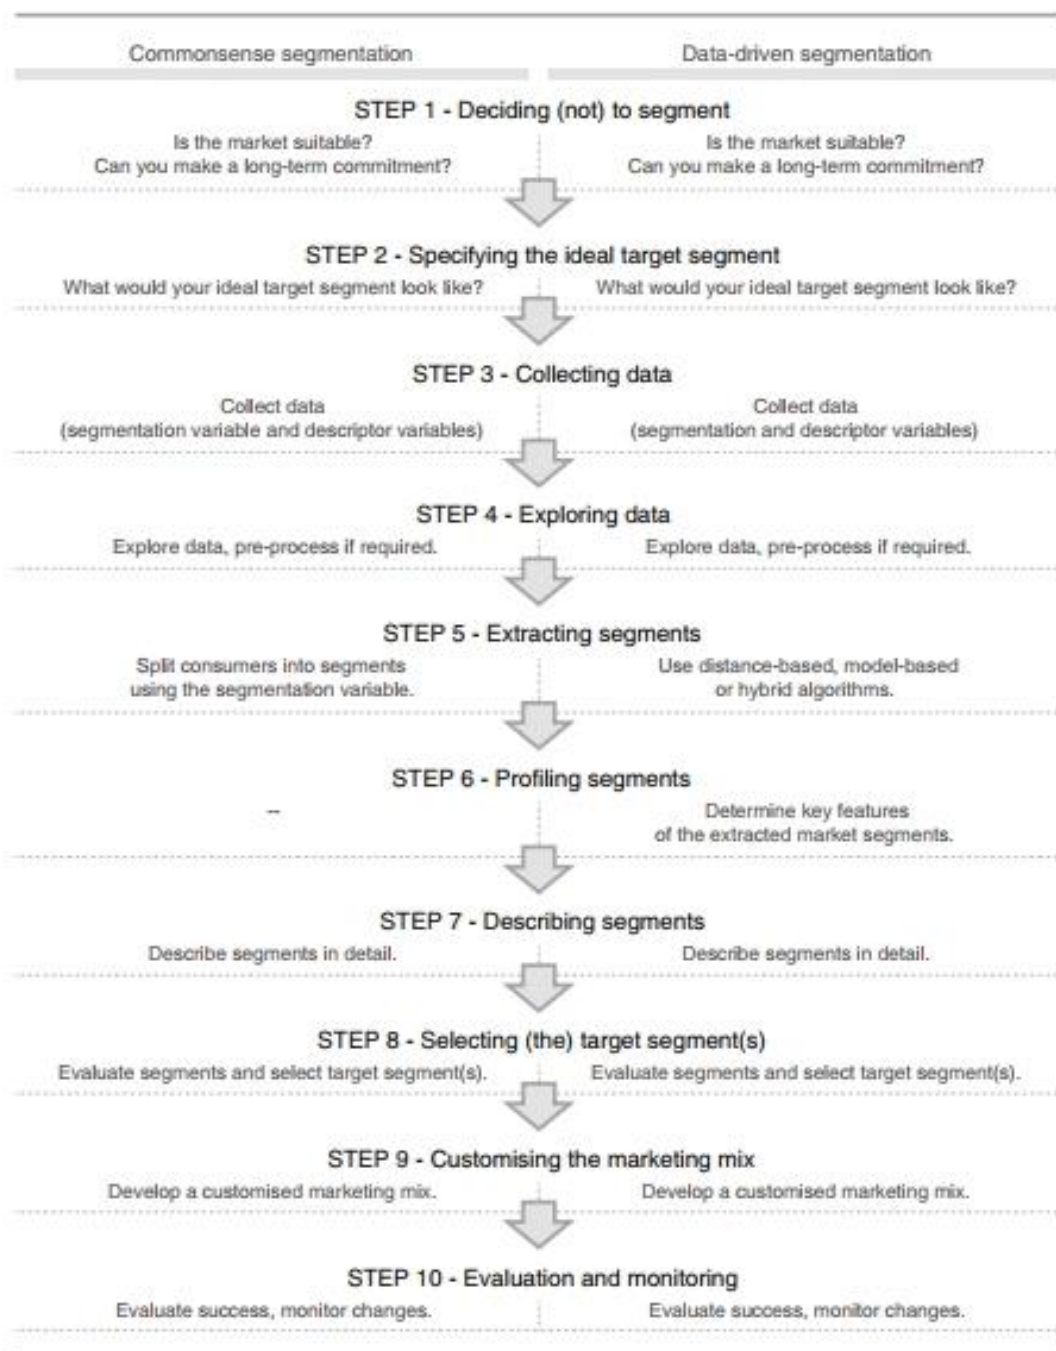 Commonsense segmentation
Data-driven segmentation
STEP 1 - Deciding (not) to segment
Is the market suitable?
Can you make a long-term commitment?
Is the market suitable?
Can you make a long-term commitment?
STEP 2 - Specifying the ideal target segment
What would your ideal target segment look like?
What would your ideal target segment look like?
STEP 3 - Collecting data
Collect data
(segmentation variable and descriptor variables)
Collect data
(segmentation and descriptor variables)
STEP 4 - Exploring data
Explore data, pre-process if required.
Explore data, pre-process if required.
STEP 5 - Extracting segments
Split consumers into segments
using the segmentation variable.
Use distance-based, model-based
or hybrid algorithms.
STEP 6 - Profiling segments
--
Determine key features
of the extracted market segments.
STEP 7 - Describing segments
Describe segments in detail.
Describe segments in detail.
STEP 8 - Selecting (the) target segment(s)
Evaluate segments and select target segment(s).
Evaluate segments and select target segment(s).
STEP 9 - Customising the marketing mix
Develop a customised marketing mix.
Develop a customised marketing mix.
STEP 10 - Evaluation and monitoring
Evaluate success, monitor changes.
Evaluate success, monitor changes.